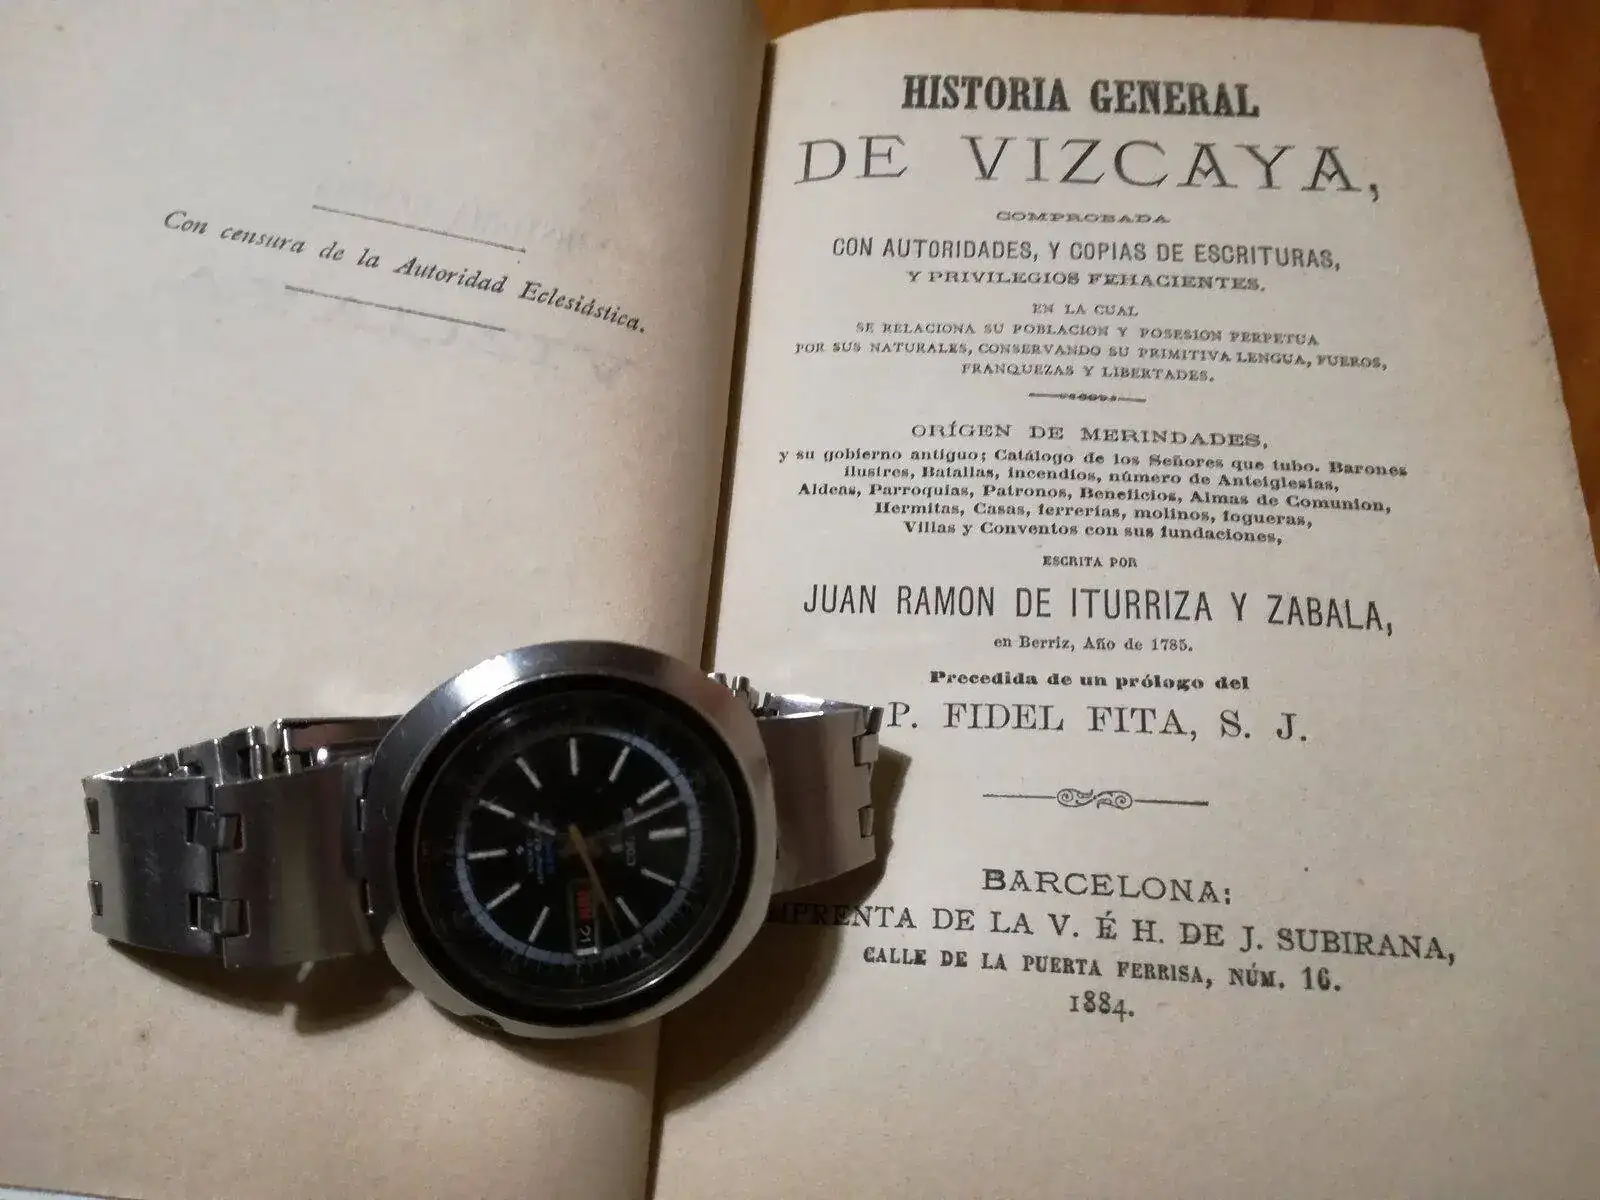 Con censura de la Autoridad Eclesiástica.
HISTORIA GENERAL
DE VIZCAYA,
COMPROBADA
CON AUTORIDADES, Y COPIAS DE ESCRITURAS,
Y PRIVILEGIOS FEHACIENTES.
EN LA CUAL
SE RELACIONA SU POBLACION Y POSESION PERPETUA
POR SUS NATURALES, CONSERVANDO SU PRIMITIVA LENGUA, FUEROS,
FRANQUEZAS Y LIBERTADES.
ORÍGEN DE MERINDADES,
y su gobierno antiguo; Catálogo de los Señores que tubo. Barones
ilustres, Batallas, incendios, número de Anteiglesias,
Aldeas, Parroquias, Patronos, Beneficios, Almas de Comunion,
Hermitas, Casas, ferrerias, molinos, fogueras,
Villas y Conventos con sus fundaciones,
ESCRITA POR
JUAN RAMON DE ITURRIZA Y ZABALA,
en Berriz, Año de 1785.
Precedida de un prólogo del
P. FIDEL FITA, S. J.
BARCELONA:
IMPRENTA DE LA V. É H. DE J. SUBIRANA,
CALLE DE LA PUERTA FERRISA, NÚM. 16.
1884.
21